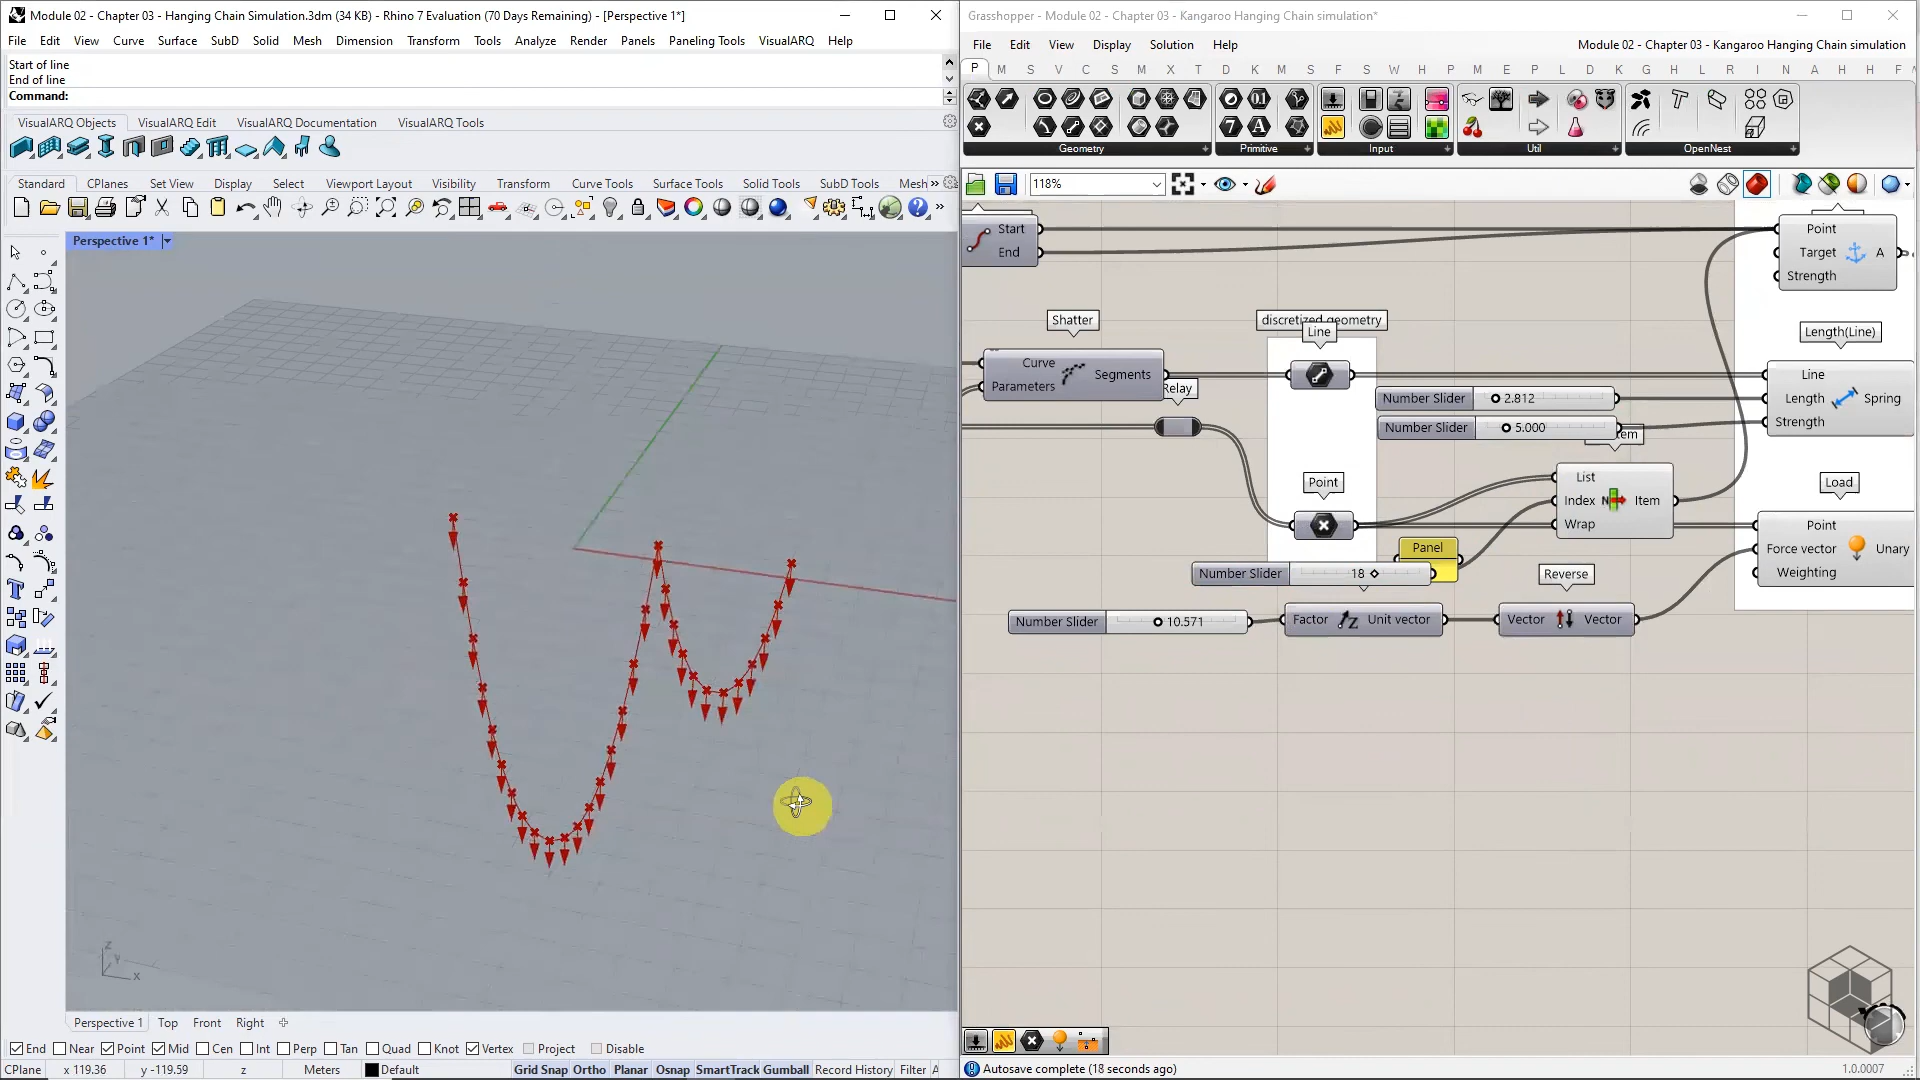 Module 02 - Chapter 03 - Hanging Chain Simulation.3dm (34 KB) - Rhino 7 Evaluation (70 Days Remaining) - [Perspective 1*]
File Edit View Curve Surface SubD Solid Mesh Dimension Transform Tools Analyze Render Panels Paneling Tools VisualARQ Help
Start of line
End of line
Command:
VisualARQ Objects VisualARQ Edit VisualARQ Documentation VisualARQ Tools
Standard CPlanes Set View Display Select Viewport Layout Visibility Transform Curve Tools Surface Tools Solid Tools SubD Tools Mesh »
Perspective 1*
z
y
x
Perspective 1 Top Front Right
End Near Point Mid Cen Int Perp Tan Quad Knot Vertex Project Disable
CPlane x 119.36 y -119.59 z Meters Default Grid Snap Ortho Planar Osnap SmartTrack Gumball Record History Filter A
Grasshopper - Module 02 - Chapter 03 - Kangaroo Hanging Chain simulation*
File Edit View Display Solution Help
Module 02 - Chapter 03 - Kangaroo Hanging Chain simulation
P M S V C S M X T D K M S F S W H P M E P L D K G H L R I N A H H F
Geometry Primitive Input Util OpenNest
118%
Start
End
Point
Target A
Strength
Shatter
discretized geometry
Line
Length(Line)
Curve
Parameters
Segments
Relay
Number Slider 2.812
Number Slider 5.000
Line
Length Spring
Strength
Item
Point
List
Index Item
Wrap
Load
Panel
Number Slider 18
Reverse
Point
Force vector Unary
Weighting
Number Slider 10.571
Factor Unit vector
Vector Vector
Autosave complete (18 seconds ago)
1.0.0007